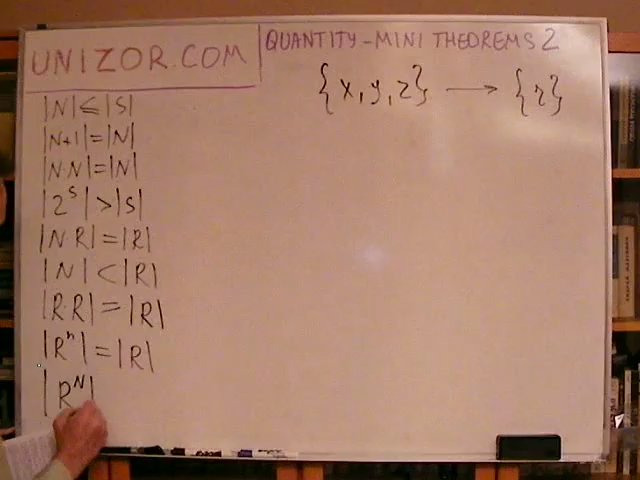 UNIZOR.COM
QUANTITY - MINI THEOREMS 2
{x, y, z} → {r}
|N| ≤ |S|
|N+1| = |N|
|N·N| = |N|
|2^S| > |S|
|N R| = |R|
|N| < |R|
|R·R| = |R|
|R^n| = |R|
|R^N|